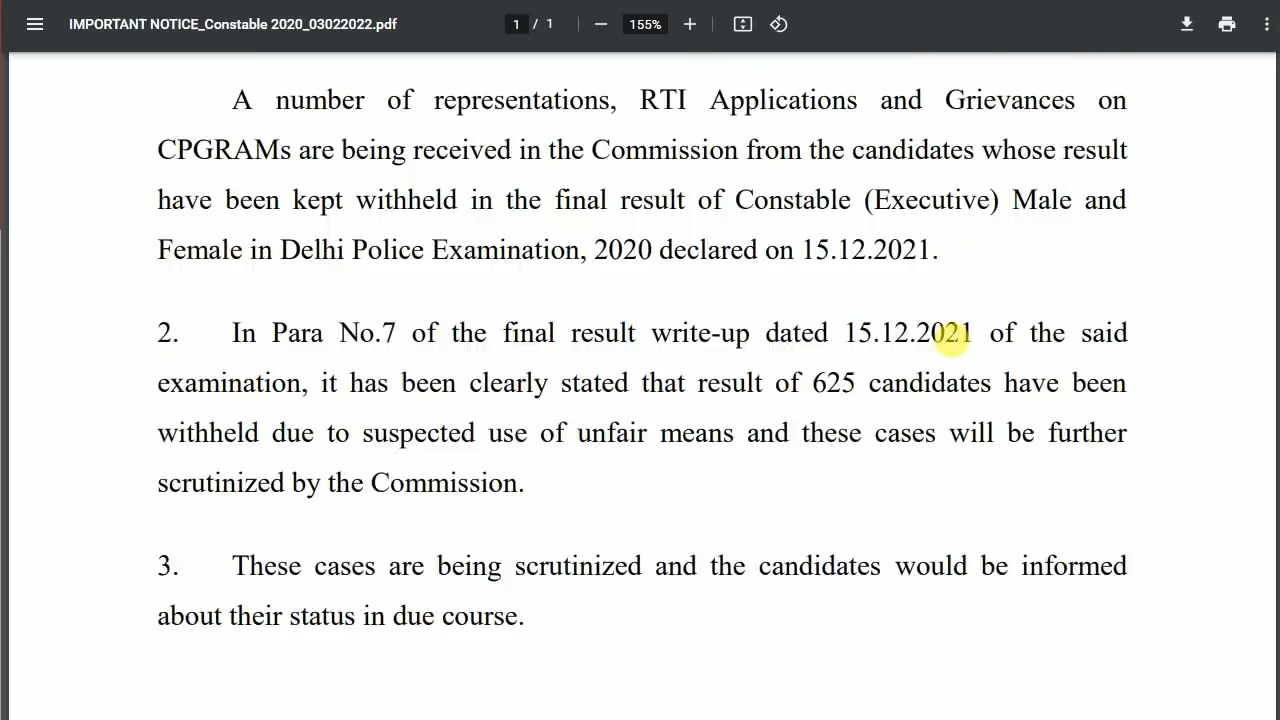 IMPORTANT NOTICE_Constable 2020_03022022.pdf 1 / 1 155%
A number of representations, RTI Applications and Grievances on
CPGRAMs are being received in the Commission from the candidates whose result
have been kept withheld in the final result of Constable (Executive) Male and
Female in Delhi Police Examination, 2020 declared on 15.12.2021.
2. In Para No.7 of the final result write-up dated 15.12.2021 of the said
examination, it has been clearly stated that result of 625 candidates have been
withheld due to suspected use of unfair means and these cases will be further
scrutinized by the Commission.
3. These cases are being scrutinized and the candidates would be informed
about their status in due course.